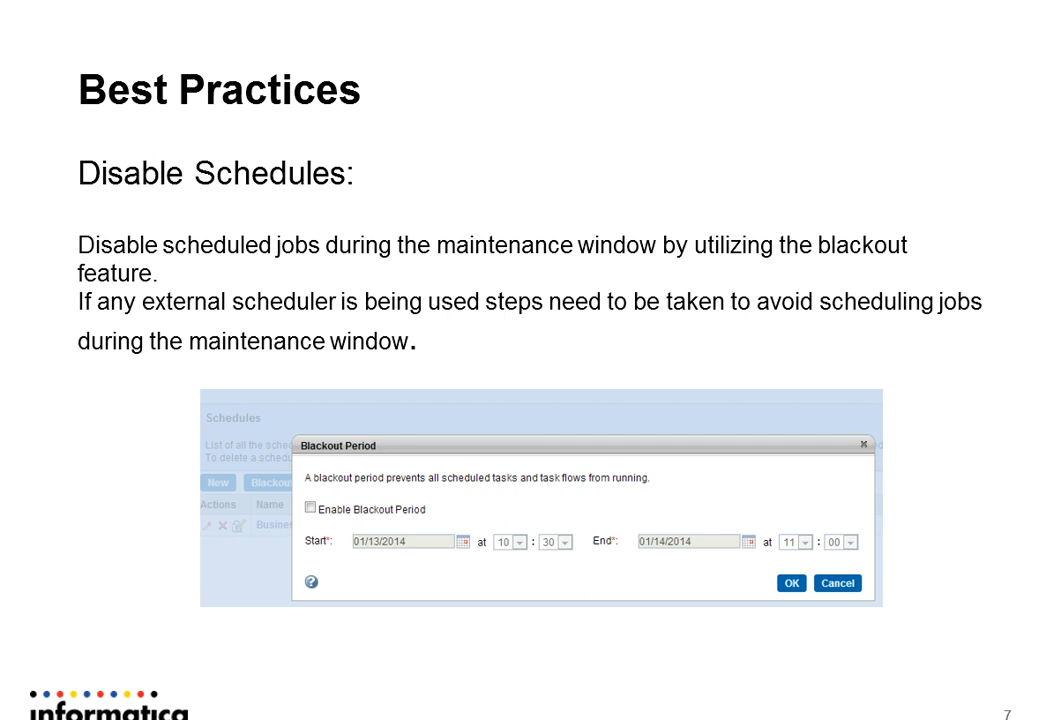 Best Practices
Disable Schedules:
Disable scheduled jobs during the maintenance window by utilizing the blackout
feature.
If any external scheduler is being used steps need to be taken to avoid scheduling jobs
during the maintenance window.
Schedules
List of all the sched
To delete a schedu
Blackout Period
A blackout period prevents all scheduled tasks and task flows from running.
New Blackout
Actions Name
Enable Blackout Period
Busines
Start*: 01/13/2014 at 10 : 30 End*: 01/14/2014 at 11 : 00
OK Cancel
informatica
7